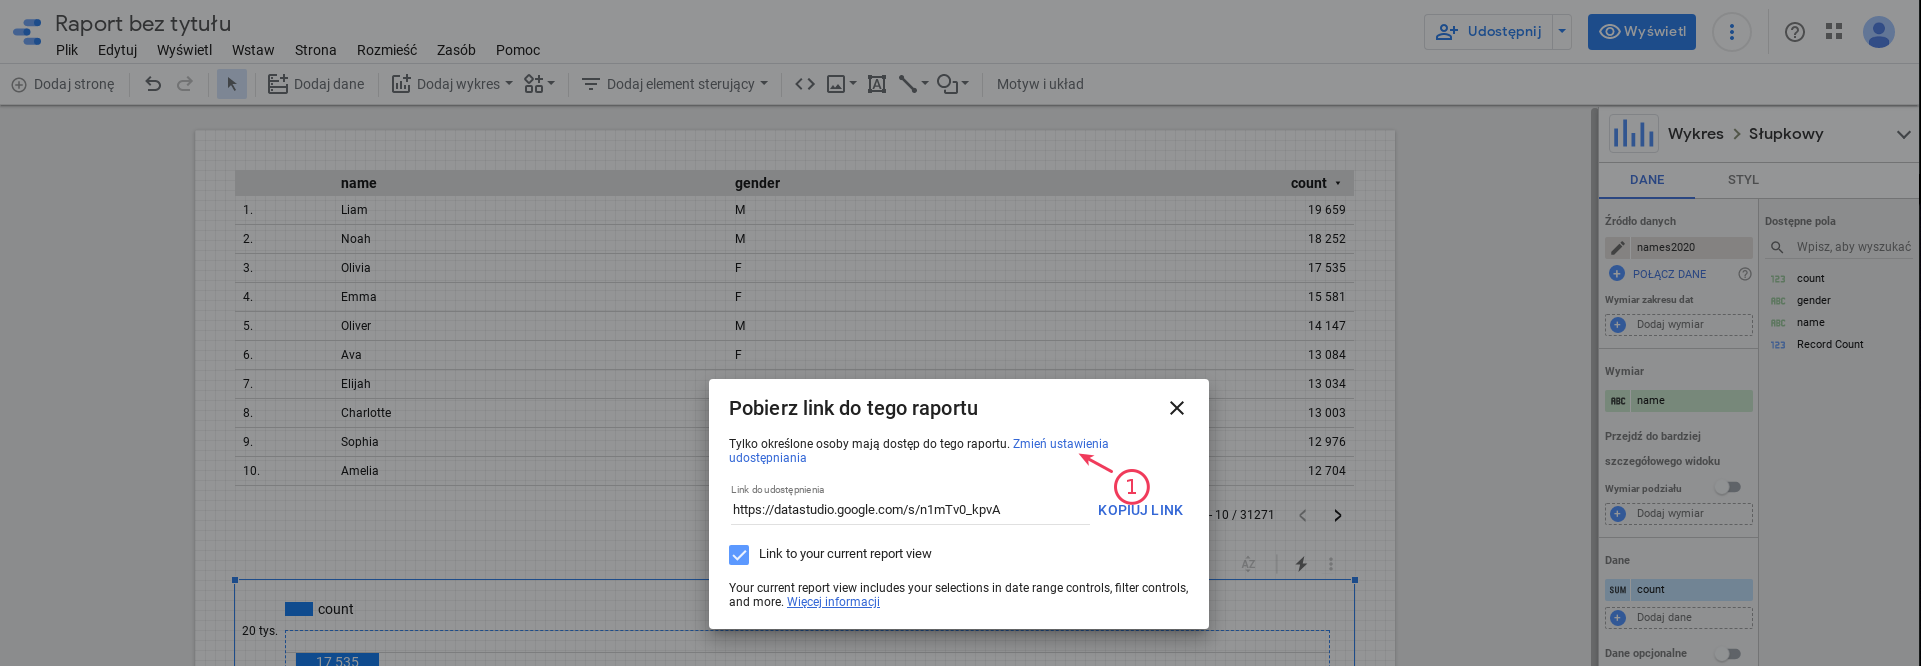 Raport bez tytułu
Plik Edytuj Wyświetl Wstaw Strona Rozmieść Zasób Pomoc
Udostępnij
Wyświetl
Dodaj stronę
Dodaj dane
Dodaj wykres
Dodaj element sterujący
Motyw i układ
name gender count
1. Liam M 19 659
2. Noah M 18 252
3. Olivia F 17 535
4. Emma F 15 581
5. Oliver M 14 147
6. Ava F 13 084
7. Elijah 13 034
8. Charlotte 13 003
9. Sophia 12 976
10. Amelia 12 704
- 10 / 31271
AZ
count
20 tys.
17 535
Pobierz link do tego raportu
Tylko określone osoby mają dostęp do tego raportu. Zmień ustawienia
udostępniania
1
Link do udostępnienia
https://datastudio.google.com/s/n1mTv0_kpvA
KOPIUJ LINK
Link to your current report view
Your current report view includes your selections in date range controls, filter controls,
and more. Więcej informacji
Wykres > Słupkowy
DANE STYL
Źródło danych
names2020
POŁĄCZ DANE
Wymiar zakresu dat
Dodaj wymiar
Wymiar
ABC name
Przejdź do bardziej
szczegółowego widoku
Wymiar podziału
Dodaj wymiar
Dane
SUM count
Dodaj dane
Dane opcjonalne
Dostępne pola
Wpisz, aby wyszukać
123 count
ABC gender
ABC name
123 Record Count